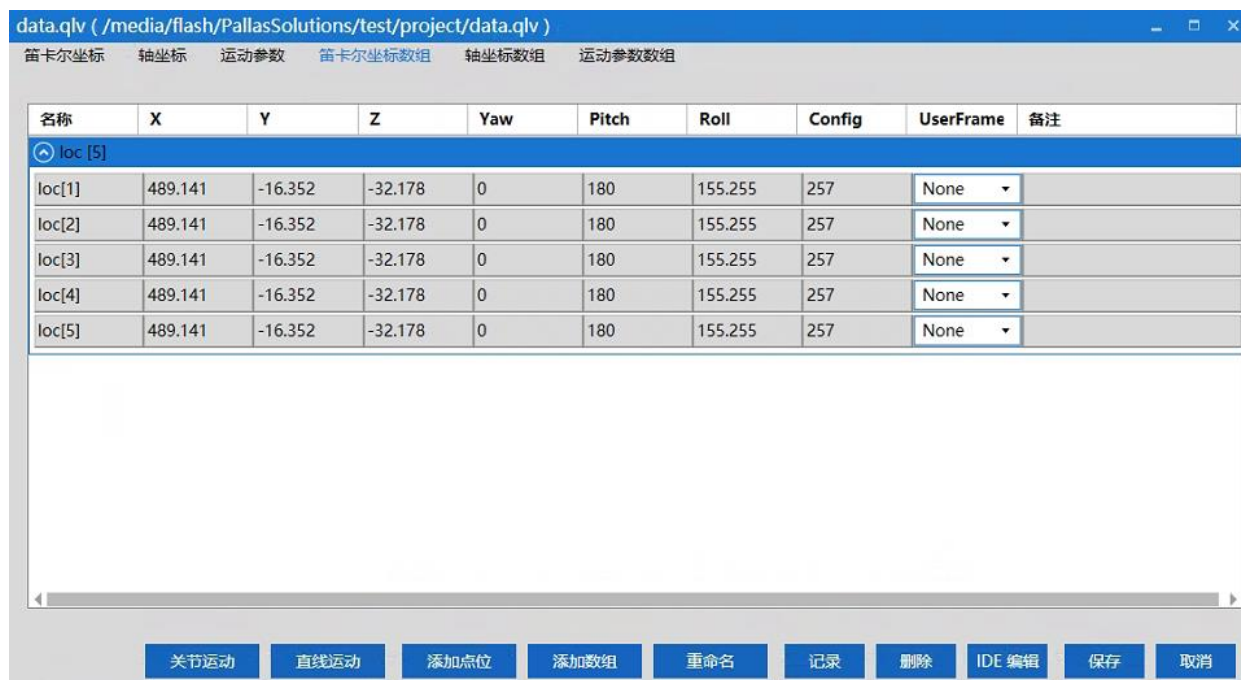 data.qlv ( /media/flash/PallasSolutions/test/project/data.qlv )
笛卡尔坐标 轴坐标 运动参数 笛卡尔坐标数组 轴坐标数组 运动参数数组
名称 X Y Z Yaw Pitch Roll Config UserFrame 备注
loc [5]
loc[1] 489.141 -16.352 -32.178 0 180 155.255 257 None
loc[2] 489.141 -16.352 -32.178 0 180 155.255 257 None
loc[3] 489.141 -16.352 -32.178 0 180 155.255 257 None
loc[4] 489.141 -16.352 -32.178 0 180 155.255 257 None
loc[5] 489.141 -16.352 -32.178 0 180 155.255 257 None
关节运动 直线运动 添加点位 添加数组 重命名 记录 删除 IDE 编辑 保存 取消